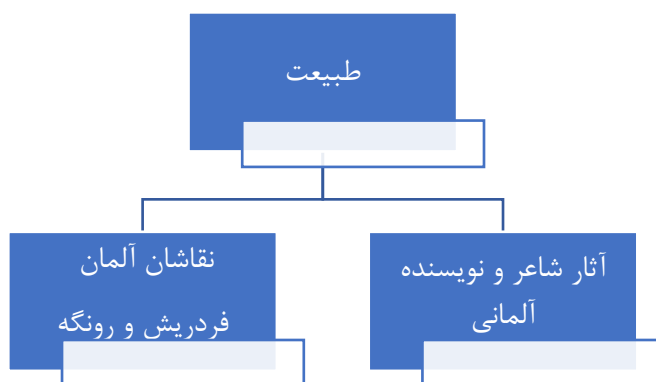 طبیعت
آثار شاعر و نویسنده
آلمانی
نقاشان آلمان
فردریش و رونگه